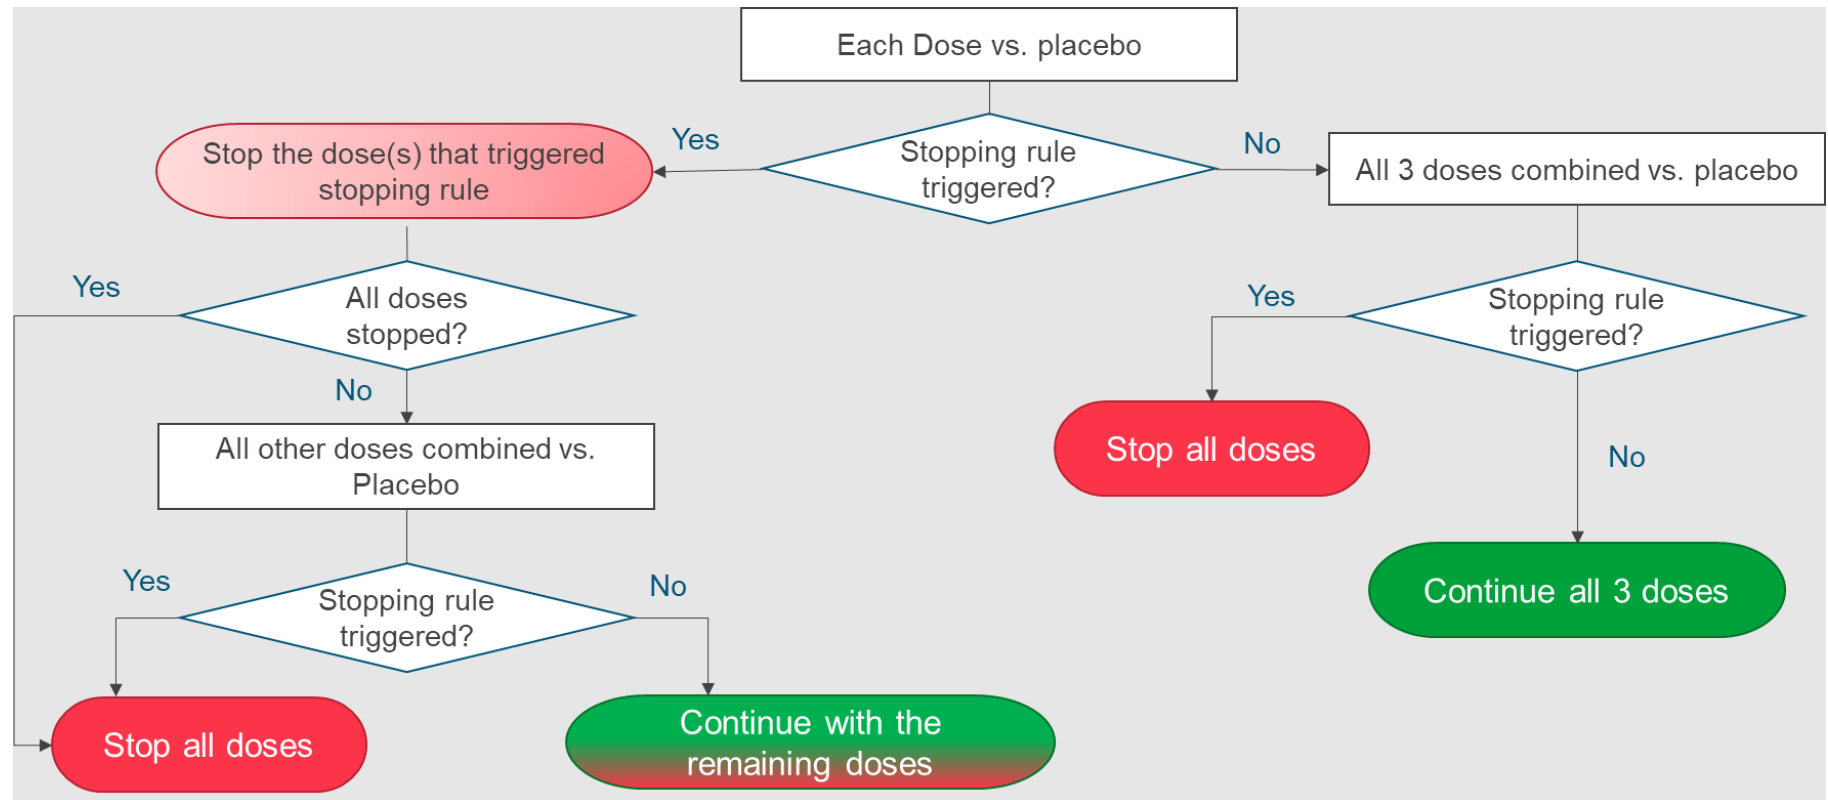 Each Dose vs. placebo
Yes
Stopping rule
triggered?
No
Stop the dose(s) that triggered
stopping rule
All 3 doses combined vs. placebo
Yes
All doses
stopped?
Yes
Stopping rule
triggered?
No
All other doses combined vs.
Placebo
Stop all doses
No
Yes
Stopping rule
triggered?
No
Continue all 3 doses
Stop all doses
Continue with the
remaining doses